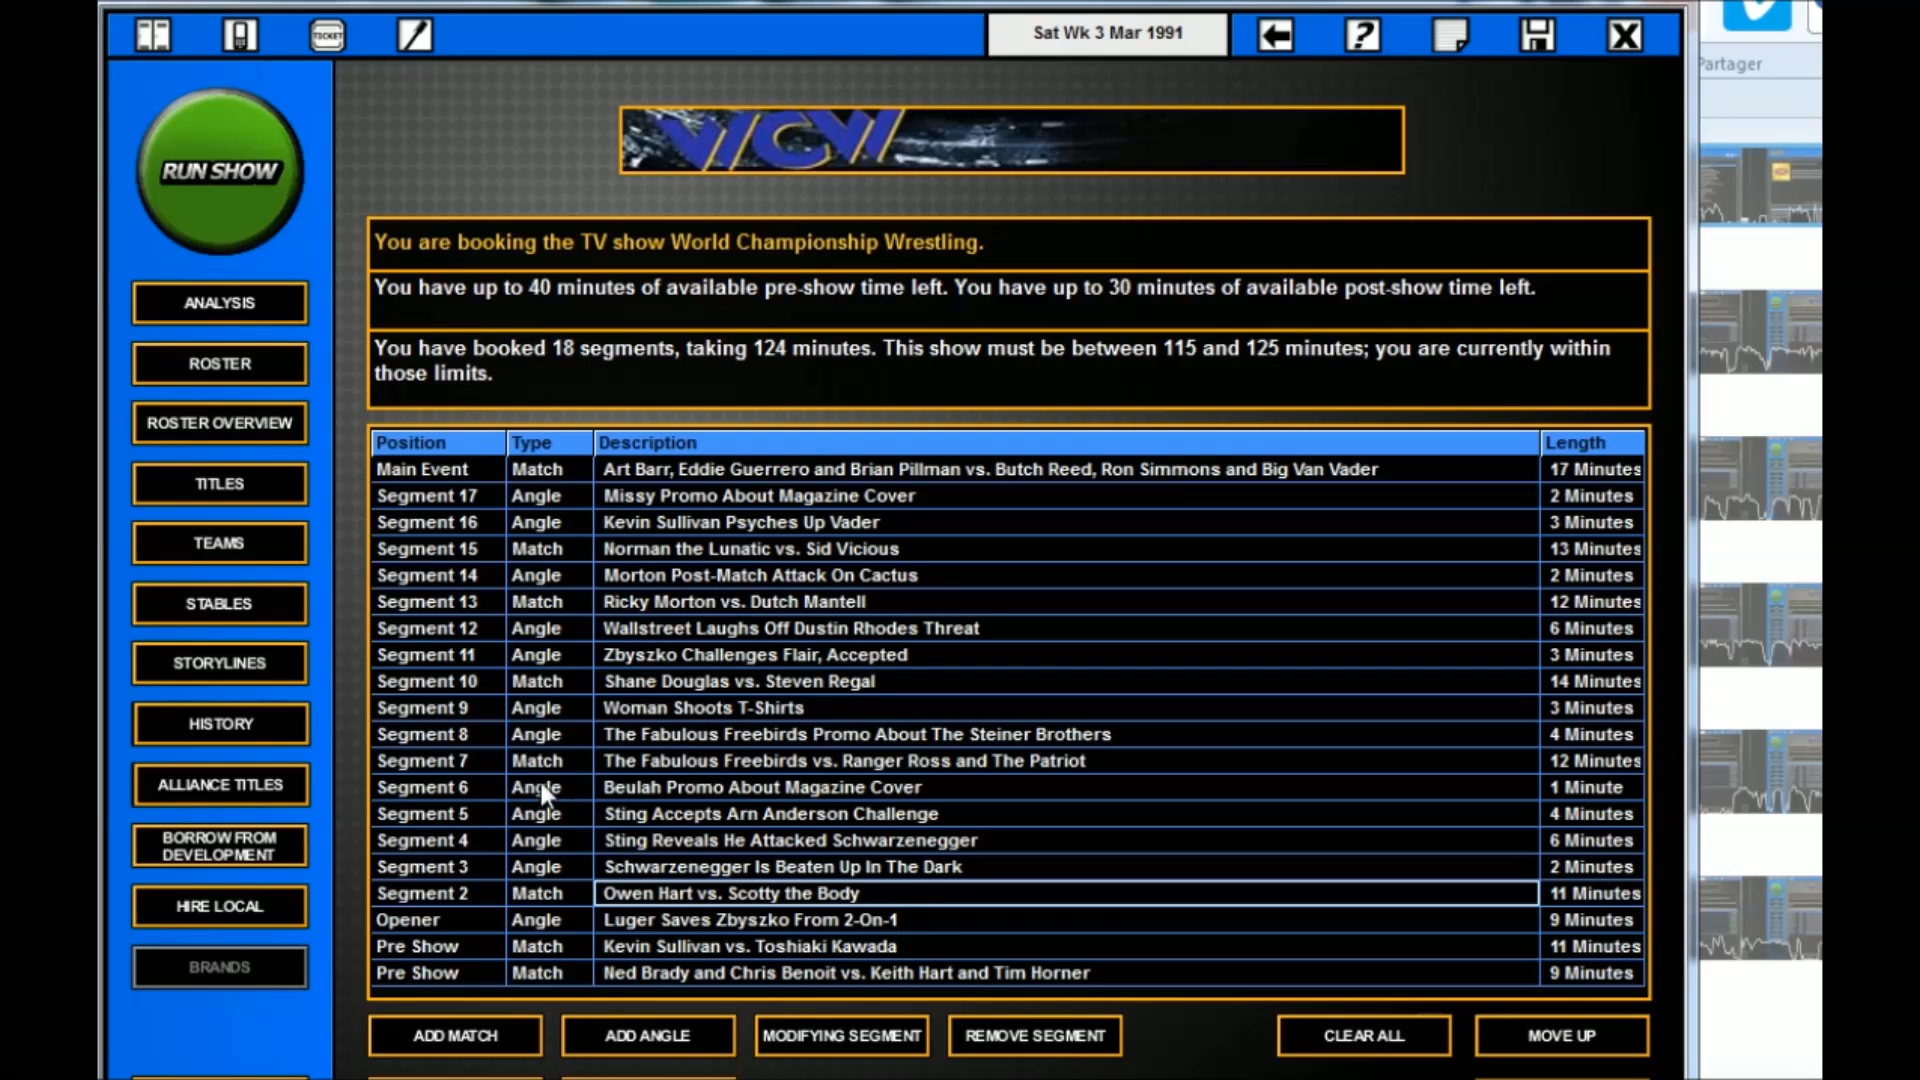 TICKET
Sat Wk 3 Mar 1991
?
X
Partager
WCW
RUN SHOW
You are booking the TV show World Championship Wrestling.
You have up to 40 minutes of available pre-show time left. You have up to 30 minutes of available post-show time left.
You have booked 18 segments, taking 124 minutes. This show must be between 115 and 125 minutes; you are currently within
those limits.
ANALYSIS
ROSTER
ROSTER OVERVIEW
TITLES
TEAMS
STABLES
STORYLINES
HISTORY
ALLIANCE TITLES
BORROW FROM
DEVELOPMENT
HIRE LOCAL
BRANDS
Position Type Description Length
Main Event Match Art Barr, Eddie Guerrero and Brian Pillman vs. Butch Reed, Ron Simmons and Big Van Vader 17 Minutes
Segment 17 Angle Missy Promo About Magazine Cover 2 Minutes
Segment 16 Angle Kevin Sullivan Psyches Up Vader 3 Minutes
Segment 15 Match Norman the Lunatic vs. Sid Vicious 13 Minutes
Segment 14 Angle Morton Post-Match Attack On Cactus 2 Minutes
Segment 13 Match Ricky Morton vs. Dutch Mantell 12 Minutes
Segment 12 Angle Wallstreet Laughs Off Dustin Rhodes Threat 6 Minutes
Segment 11 Angle Zbyszko Challenges Flair, Accepted 3 Minutes
Segment 10 Match Shane Douglas vs. Steven Regal 14 Minutes
Segment 9 Angle Woman Shoots T-Shirts 3 Minutes
Segment 8 Angle The Fabulous Freebirds Promo About The Steiner Brothers 4 Minutes
Segment 7 Match The Fabulous Freebirds vs. Ranger Ross and The Patriot 12 Minutes
Segment 6 Angle Beulah Promo About Magazine Cover 1 Minute
Segment 5 Angle Sting Accepts Arn Anderson Challenge 4 Minutes
Segment 4 Angle Sting Reveals He Attacked Schwarzenegger 6 Minutes
Segment 3 Angle Schwarzenegger Is Beaten Up In The Dark 2 Minutes
Segment 2 Match Owen Hart vs. Scotty the Body 11 Minutes
Opener Angle Luger Saves Zbyszko From 2-On-1 9 Minutes
Pre Show Match Kevin Sullivan vs. Toshiaki Kawada 11 Minutes
Pre Show Match Ned Brady and Chris Benoit vs. Keith Hart and Tim Horner 9 Minutes
ADD MATCH ADD ANGLE MODIFYING SEGMENT REMOVE SEGMENT CLEAR ALL MOVE UP